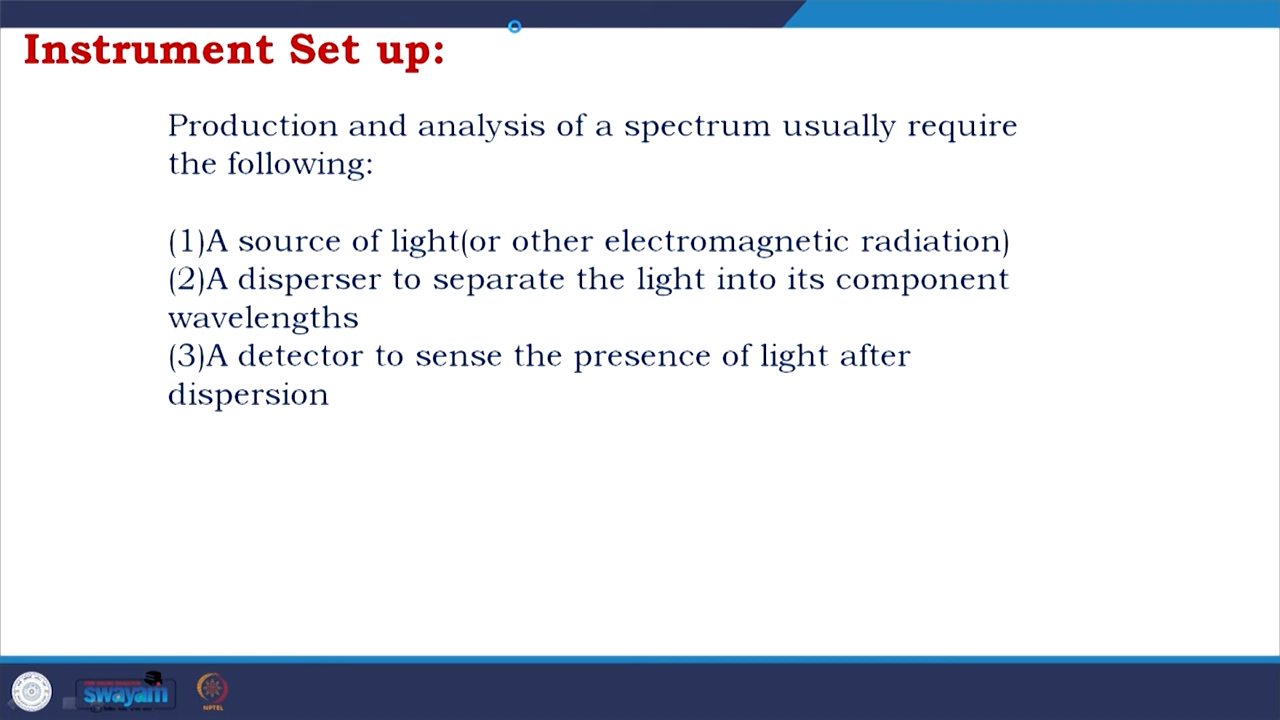 Instrument Set up:
Production and analysis of a spectrum usually require
the following:
(1)A source of light(or other electromagnetic radiation)
(2)A disperser to separate the light into its component
wavelengths
(3)A detector to sense the presence of light after
dispersion
swayam
NPTEL